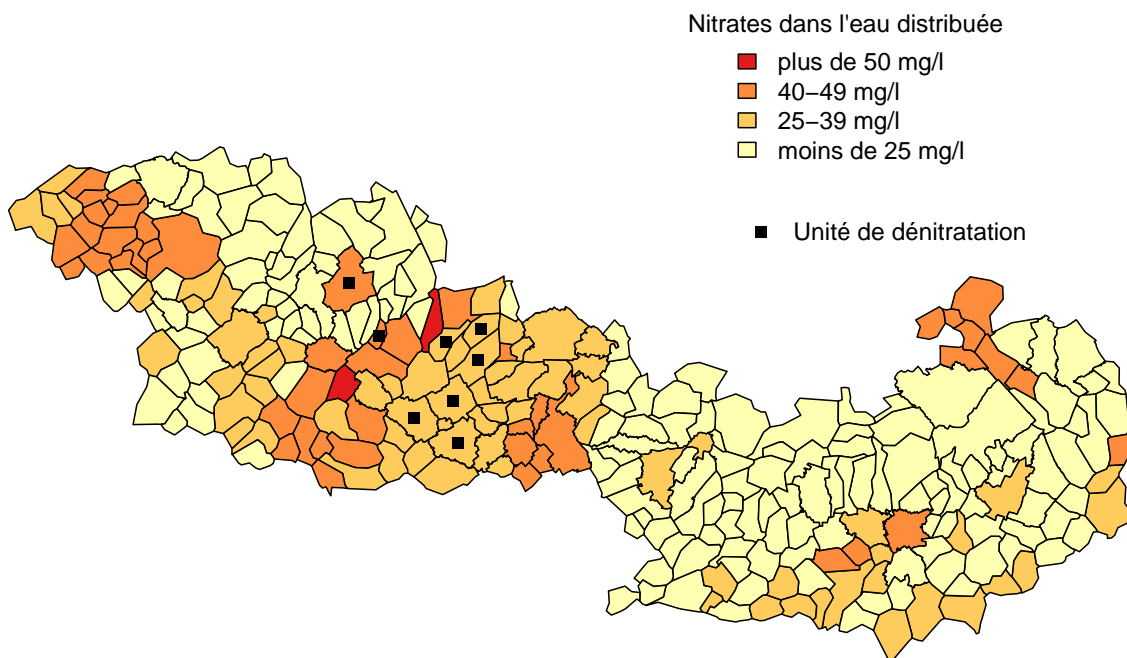 Nitrates dans l'eau distribuée
plus de 50 mg/l
40−49 mg/l
25−39 mg/l
moins de 25 mg/l
Unité de dénitratation